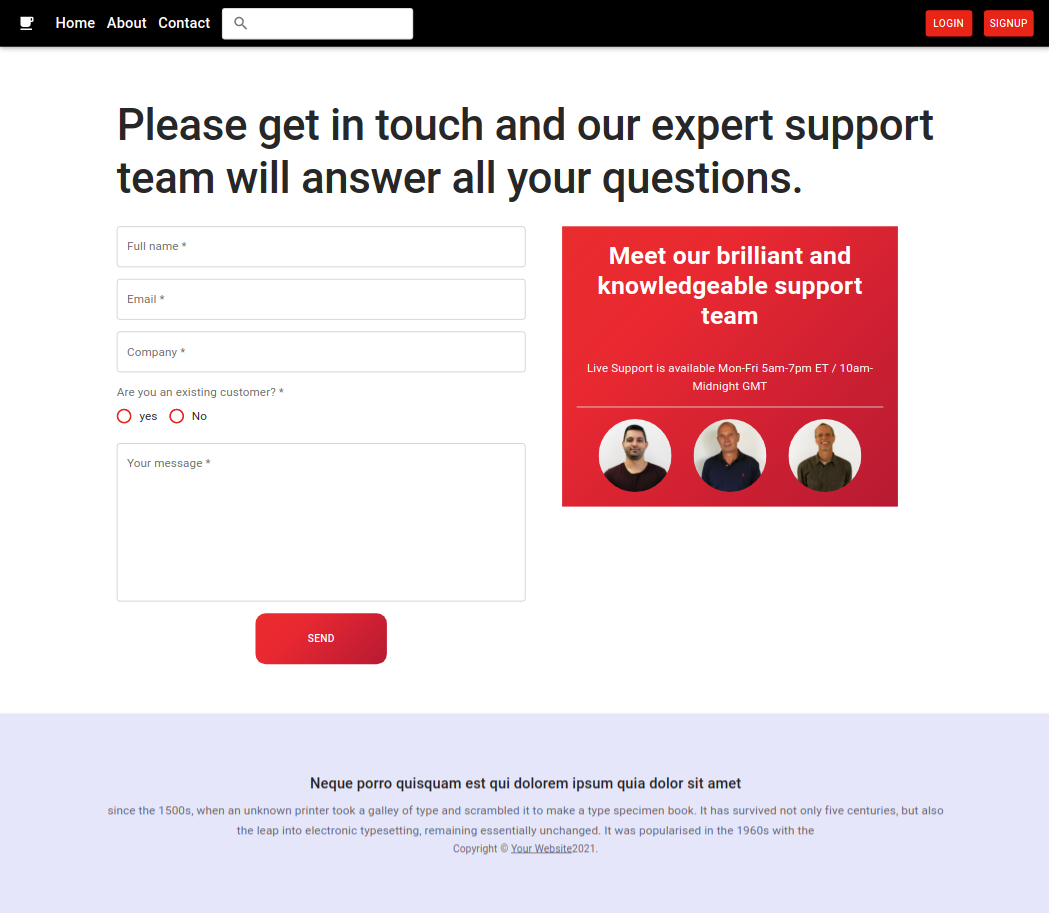 Home About Contact
LOGIN SIGNUP
Please get in touch and our expert support
team will answer all your questions.
Full name *
Email *
Company *
Are you an existing customer? *
yes No
Your message *
SEND
Meet our brilliant and
knowledgeable support
team
Live Support is available Mon-Fri 5am-7pm ET / 10am-
Midnight GMT
Neque porro quisquam est qui dolorem ipsum quia dolor sit amet
since the 1500s, when an unknown printer took a galley of type and scrambled it to make a type specimen book. It has survived not only five centuries, but also
the leap into electronic typesetting, remaining essentially unchanged. It was popularised in the 1960s with the
Copyright © Your Website2021.